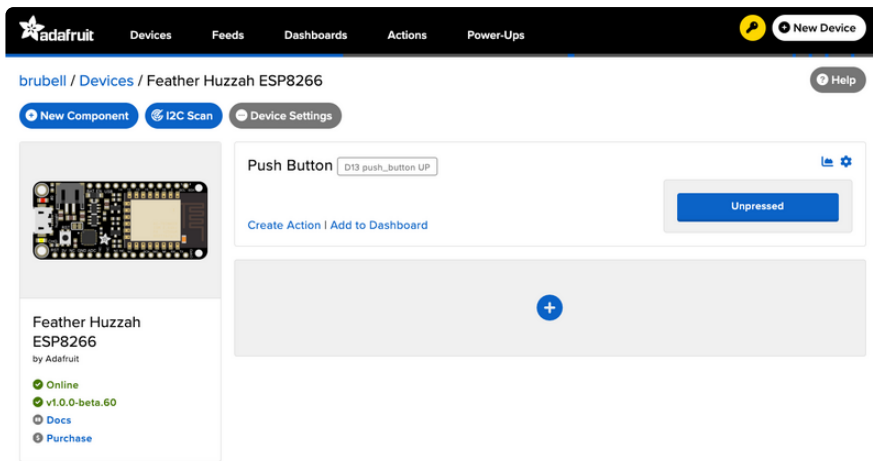 adafruit Devices Feeds Dashboards Actions Power-Ups New Device
brubell / Devices / Feather Huzzah ESP8266 Help
New Component I2C Scan Device Settings
Push Button D13 push_button UP
Unpressed
Create Action | Add to Dashboard
Feather Huzzah
ESP8266
by Adafruit
Online
v1.0.0-beta.60
Docs
Purchase